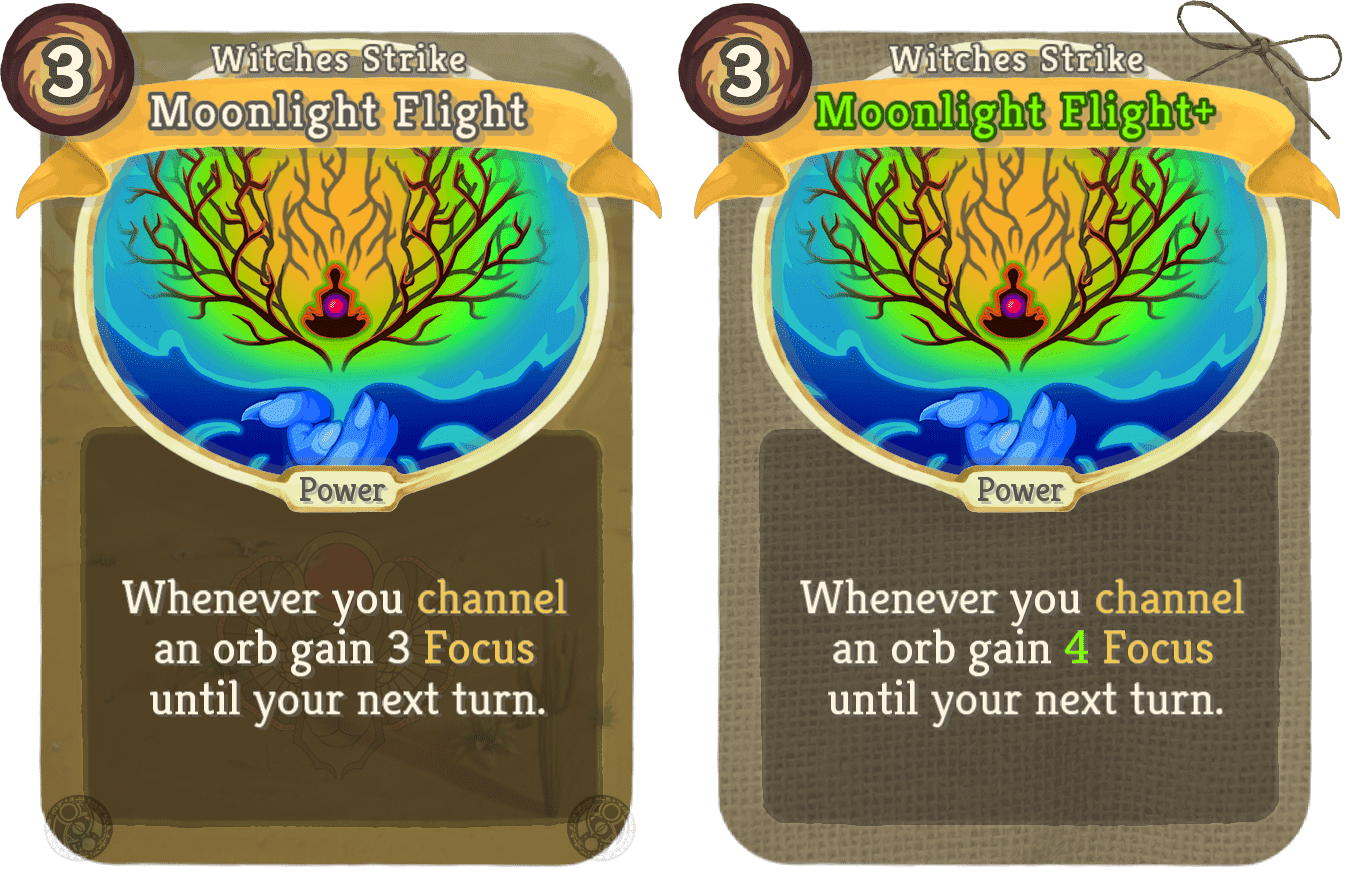 3
Witches Strike
Moonlight Flight
Power
Whenever you channel
an orb gain 3 Focus
until your next turn.
3
Witches Strike
Moonlight Flight+
Power
Whenever you channel
an orb gain 4 Focus
until your next turn.